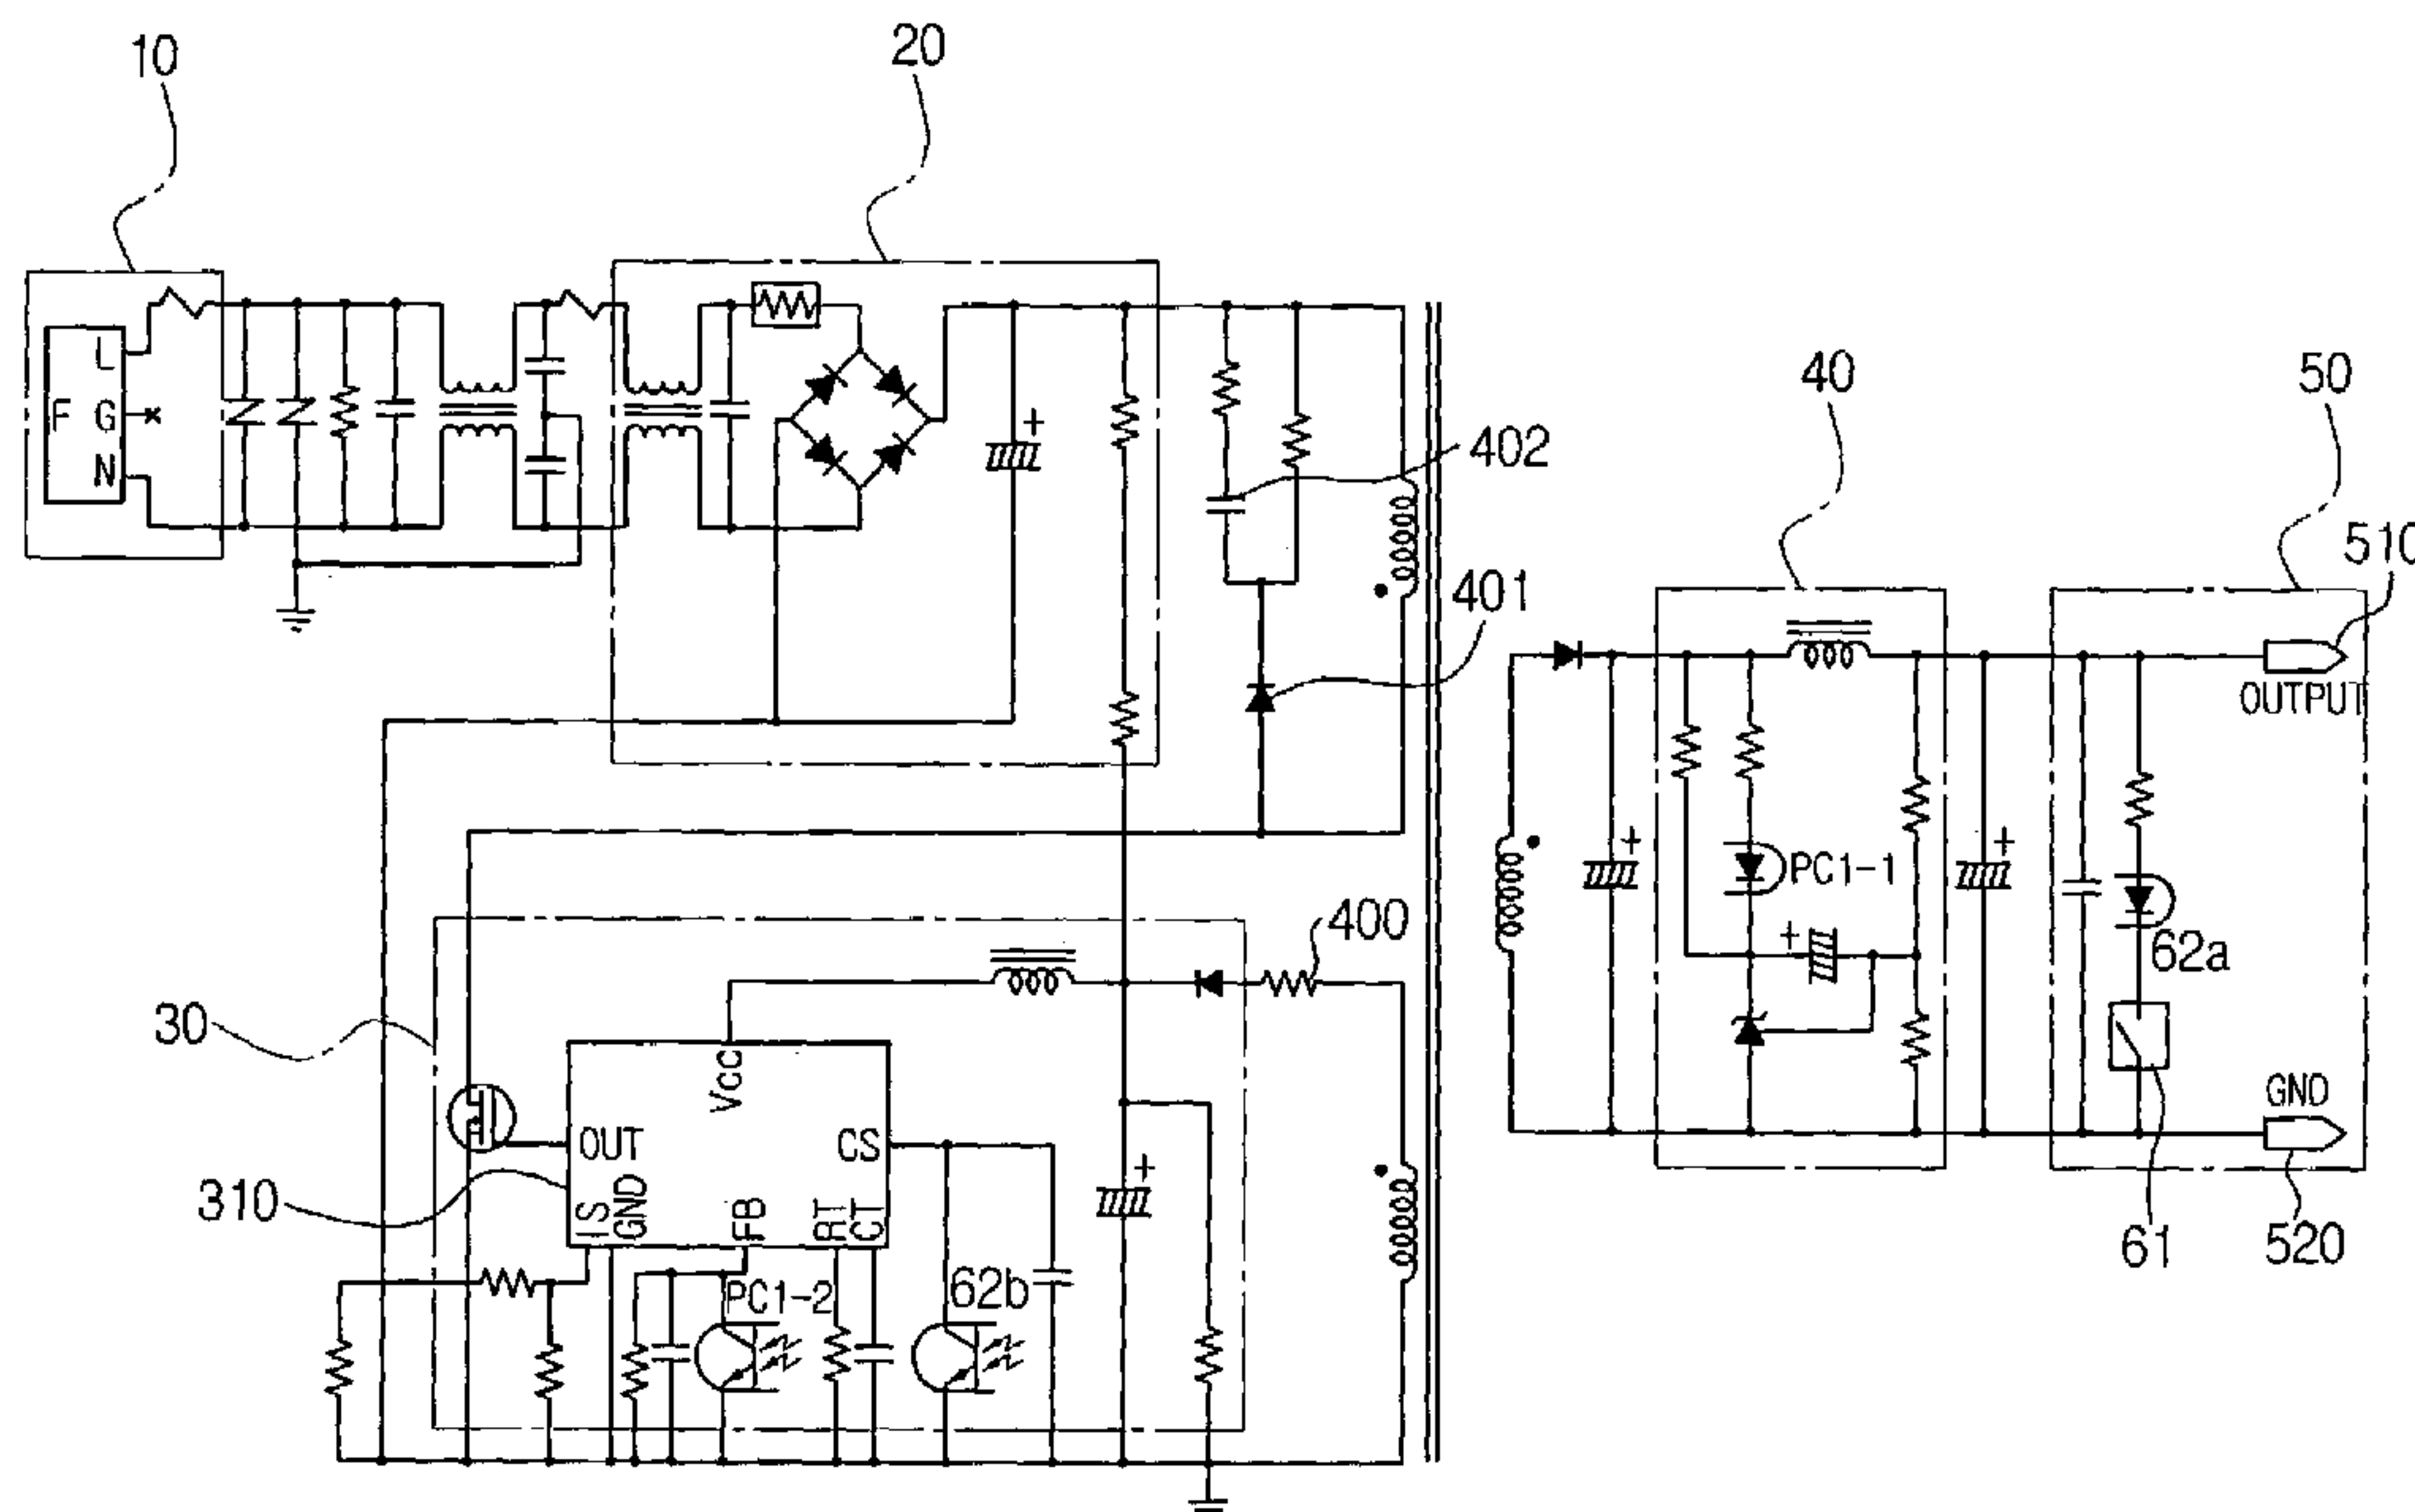 10
20
L
F G
N
402
401
40
50
510
OUTPUT
PC1-1
62a
GND
61
520
30
400
Vcc
OUT
CS
310
IS
GND
FB
RT
CT
PC1-2
62b
+
+
+
+
+